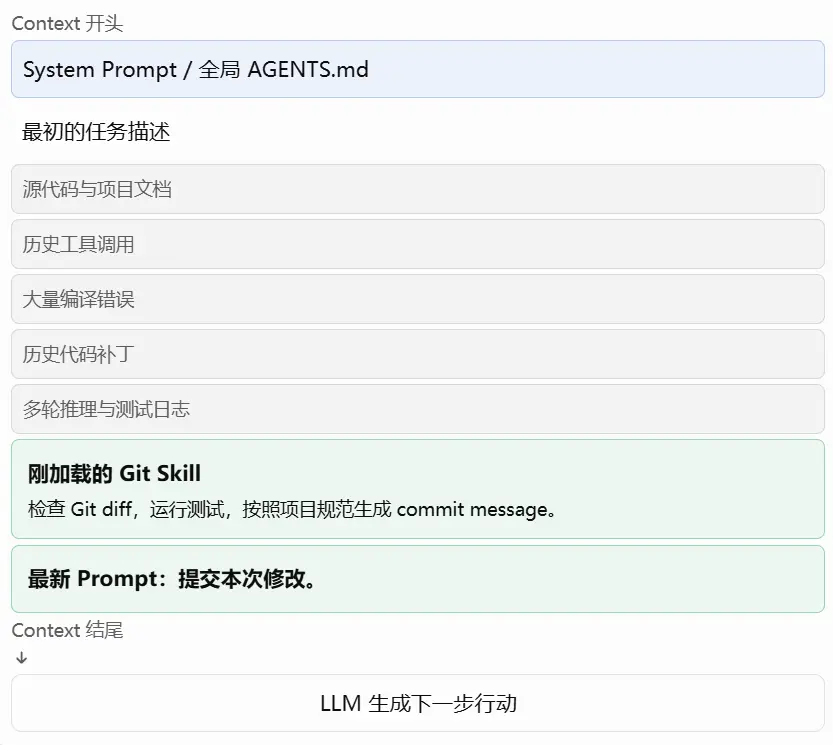 Context 开头
System Prompt / 全局 AGENTS.md
最初的任务描述
源代码与项目文档
历史工具调用
大量编译错误
历史代码补丁
多轮推理与测试日志
刚加载的 Git Skill
检查 Git diff，运行测试，按照项目规范生成 commit message。
最新 Prompt：提交本次修改。
Context 结尾
↓
LLM 生成下一步行动